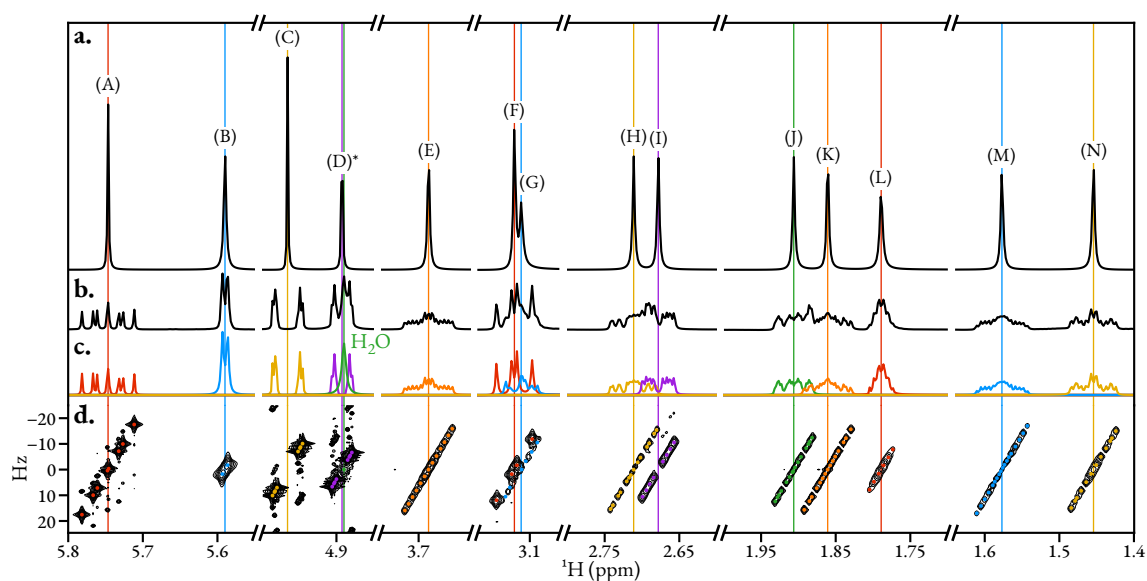 a.
(A)
(B)
(C)
(D)*
(E)
(F)
(G)
(H)
(I)
(J)
(K)
(L)
(M)
(N)
b.
c.
H₂O
d.
Hz
−20
−10
0
10
20
5.8 5.7 5.6 4.9 3.7 3.1 2.75 2.65 1.95 1.85 1.75 1.6 1.5 1.4
¹H (ppm)